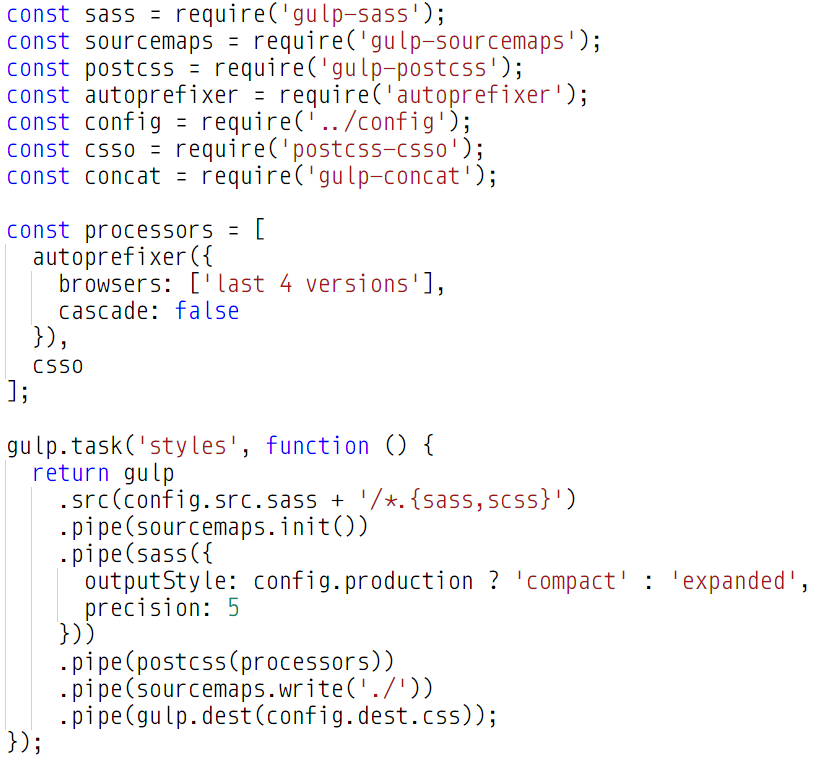 const sass = require('gulp-sass');
const sourcemaps = require('gulp-sourcemaps');
const postcss = require('gulp-postcss');
const autoprefixer = require('autoprefixer');
const config = require('../config');
const csso = require('postcss-csso');
const concat = require('gulp-concat');

const processors = [
  autoprefixer({
    browsers: ['last 4 versions'],
    cascade: false
  }),
  csso
];

gulp.task('styles', function () {
  return gulp
    .src(config.src.sass + '/*.{sass,scss}')
    .pipe(sourcemaps.init())
    .pipe(sass({
      outputStyle: config.production ? 'compact' : 'expanded',
      precision: 5
    }))
    .pipe(postcss(processors))
    .pipe(sourcemaps.write('./'))
    .pipe(gulp.dest(config.dest.css));
});